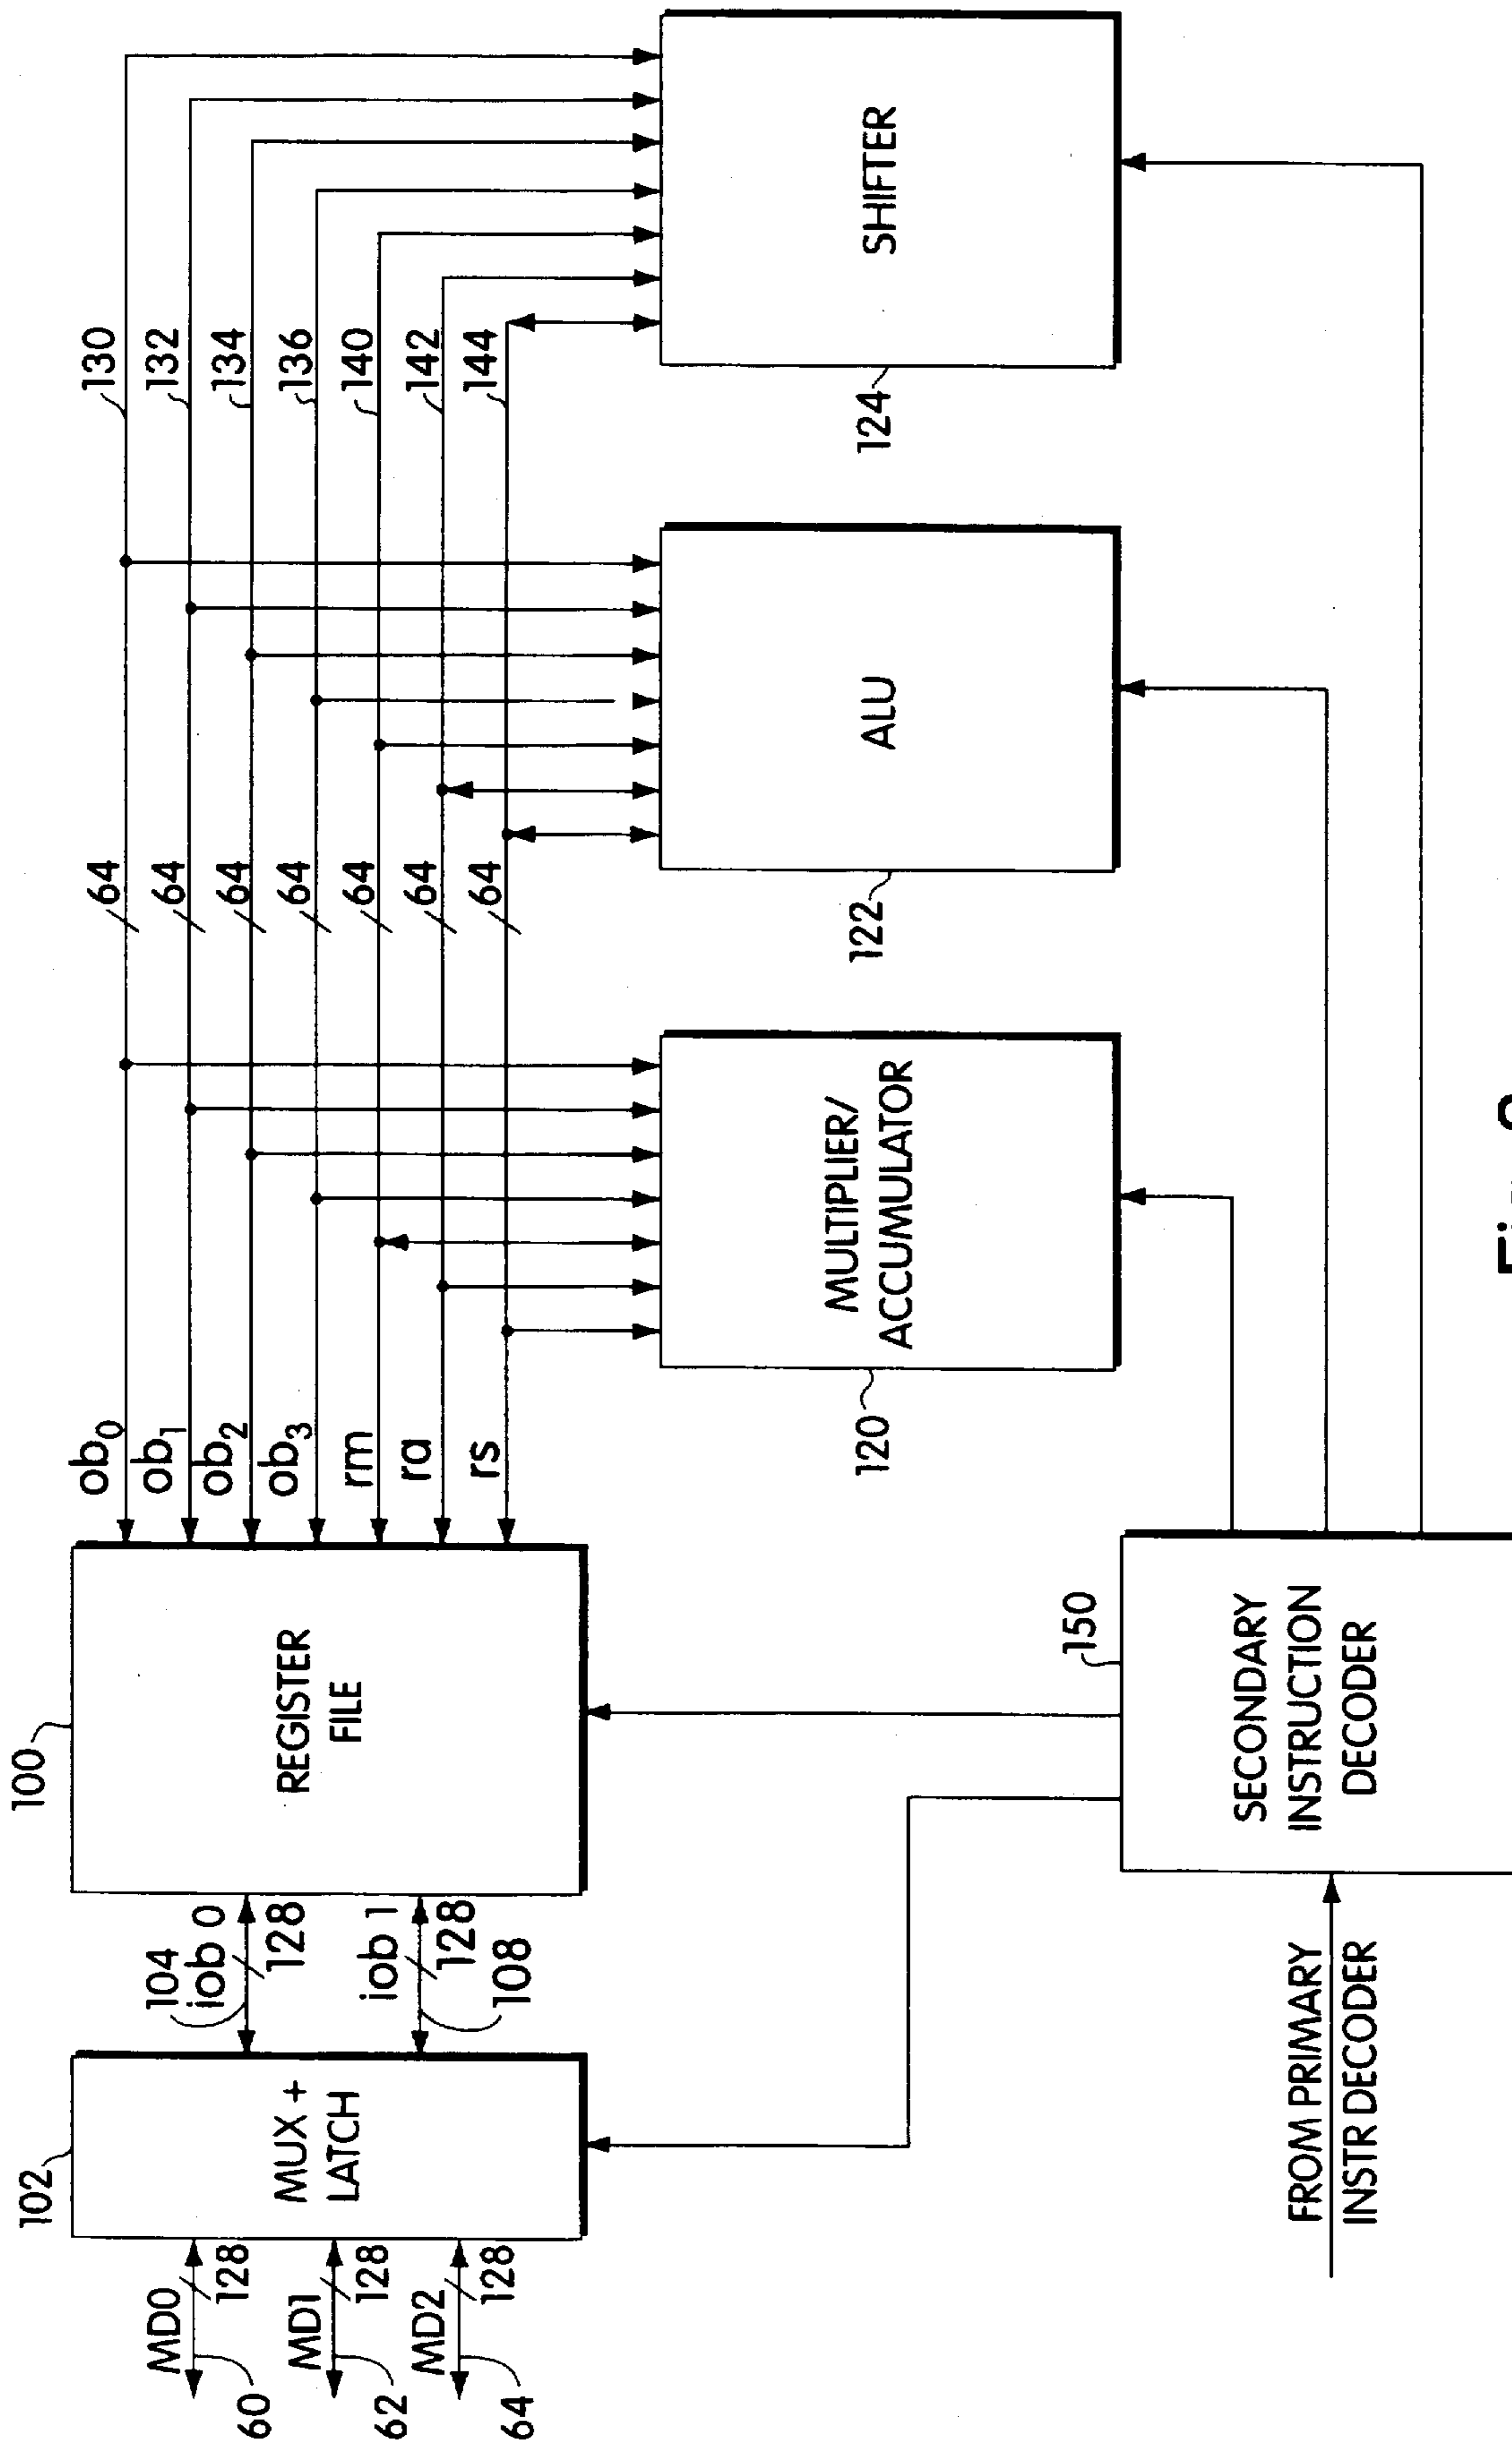 MD0
128
60
MD1
128
62
MD2
128
64
102
MUX +
LATCH
104
iob 0
128
iob 1
128
108
100
REGISTER
FILE
ob0
ob1
ob2
ob3
rm
ra
rs
64
64
64
64
64
64
64
130
132
134
136
140
142
144
MULTIPLIER/
ACCUMULATOR
120
ALU
122
SHIFTER
124
FROM PRIMARY
INSTR DECODER
150
SECONDARY
INSTRUCTION
DECODER